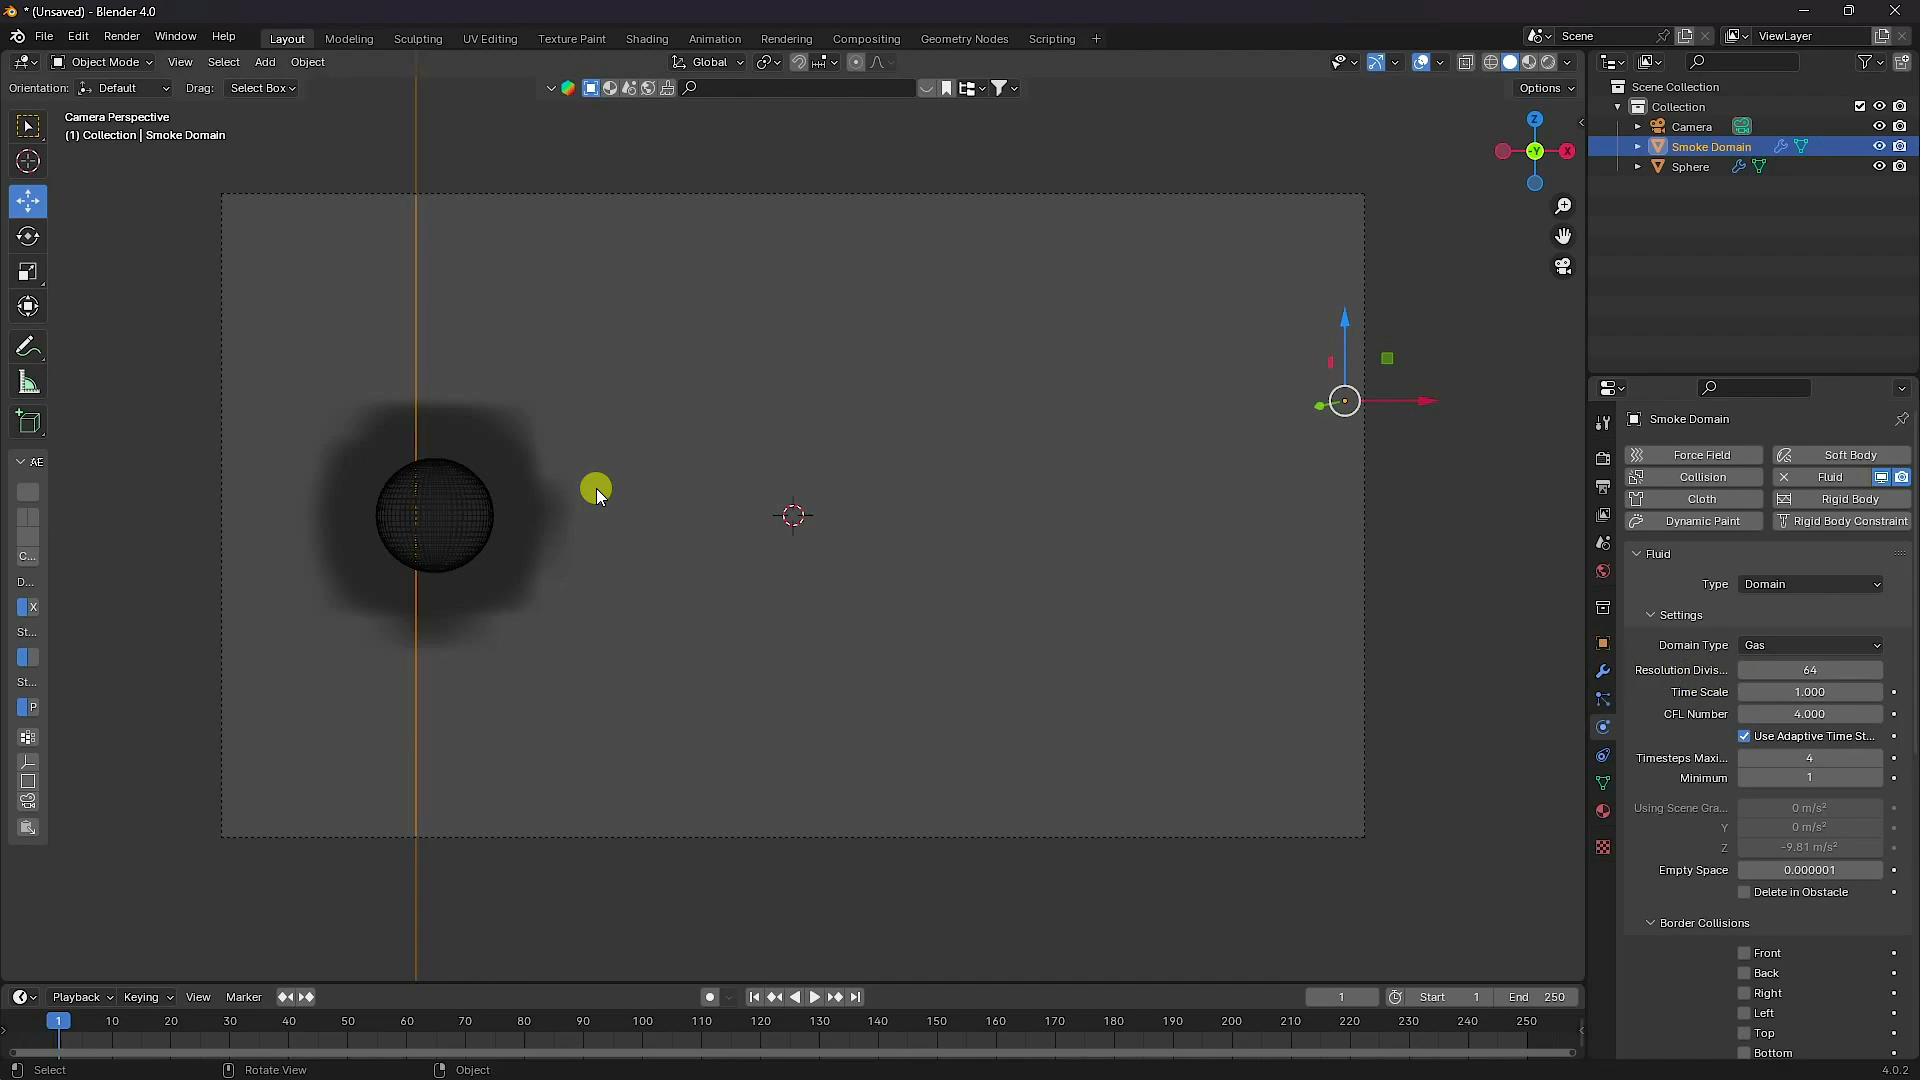 * (Unsaved) - Blender 4.0
File Edit Render Window Help
Layout Modeling Sculpting UV Editing Texture Paint Shading Animation Rendering Compositing Geometry Nodes Scripting +
Scene
ViewLayer
Object Mode View Select Add Object
Global
Orientation: Default Drag: Select Box
Options
Camera Perspective
(1) Collection | Smoke Domain
Z
-Y
X
Scene Collection
Collection
Camera
Smoke Domain
Sphere
AE
C...
D...
X
St...
St...
P
Smoke Domain
Force Field Soft Body
Collision Fluid
Cloth Rigid Body
Dynamic Paint Rigid Body Constraint
Fluid
Type Domain
Settings
Domain Type Gas
Resolution Divis... 64
Time Scale 1.000
CFL Number 4.000
Use Adaptive Time St...
Timesteps Maxi... 4
Minimum 1
Using Scene Gra... 0 m/s²
Y 0 m/s²
Z -9.81 m/s²
Empty Space 0.000001
Delete in Obstacle
Border Collisions
Front
Back
Right
Left
Top
Bottom
Playback Keying View Marker
1 Start 1 End 250
1 10 20 30 40 50 60 70 80 90 100 110 120 130 140 150 160 170 180 190 200 210 220 230 240 250
Select Rotate View Object
4.0.2